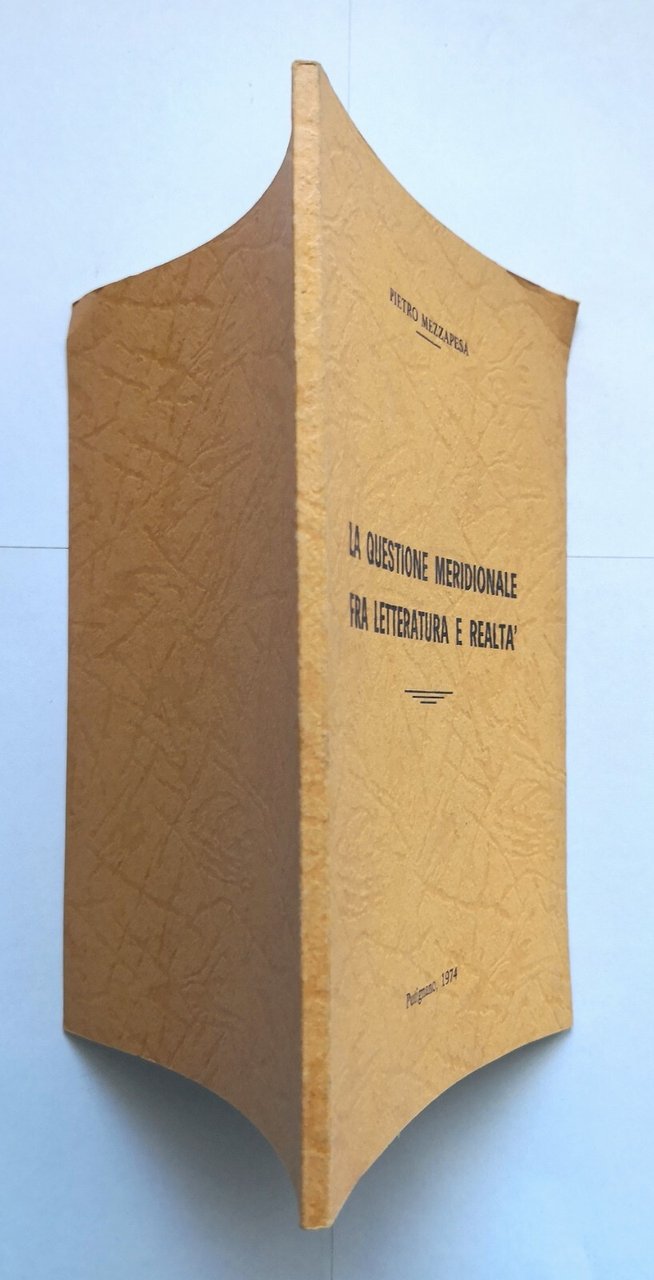 PIETRO MEZZAPESA
LA QUESTIONE MERIDIONALE
FRA LETTERATURA E REALTA'
Putignano, 1974